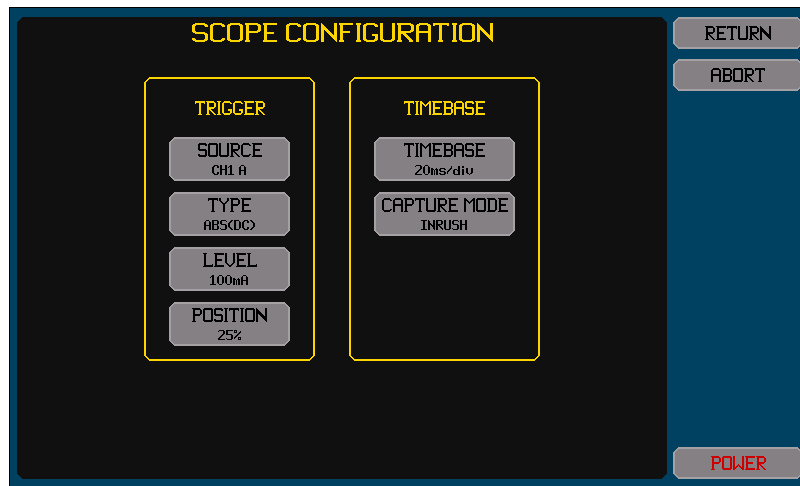 SCOPE CONFIGURATION
TRIGGER
SOURCE
CH1 A
TYPE
ABS(DC)
LEVEL
100mA
POSITION
25%
TIMEBASE
TIMEBASE
20ms/div
CAPTURE MODE
INRUSH
RETURN
ABORT
POWER